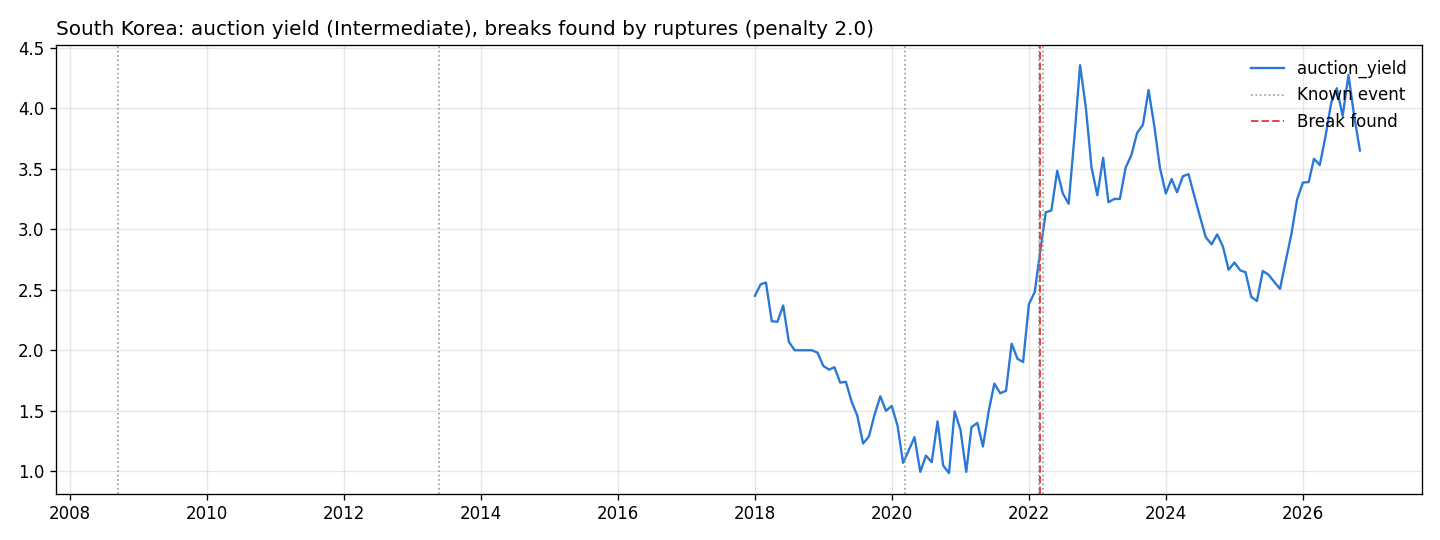 South Korea: auction yield (Intermediate), breaks found by ruptures (penalty 2.0)
4.5
4.0
3.5
3.0
2.5
2.0
1.5
1.0
auction_yield
Known event
Break found
2008 2010 2012 2014 2016 2018 2020 2022 2024 2026